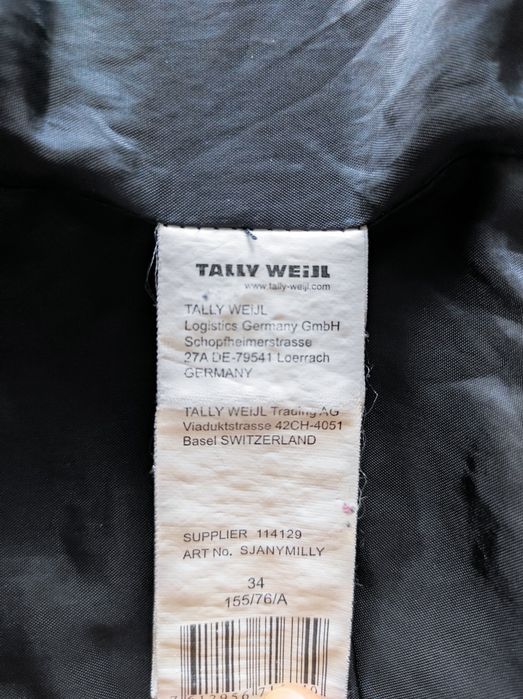 TALLY WEiJL
www.tally-weijl.com
TALLY WEIJL
Logistics Germany GmbH
Schopfheimerstrasse
27A DE-79541 Loerrach
GERMANY
TALLY WEIJL Trading AG
Viaduktstrasse 42CH-4051
Basel SWITZERLAND
SUPPLIER 114129
ART No. SJANYMILLY
34
155/76/A